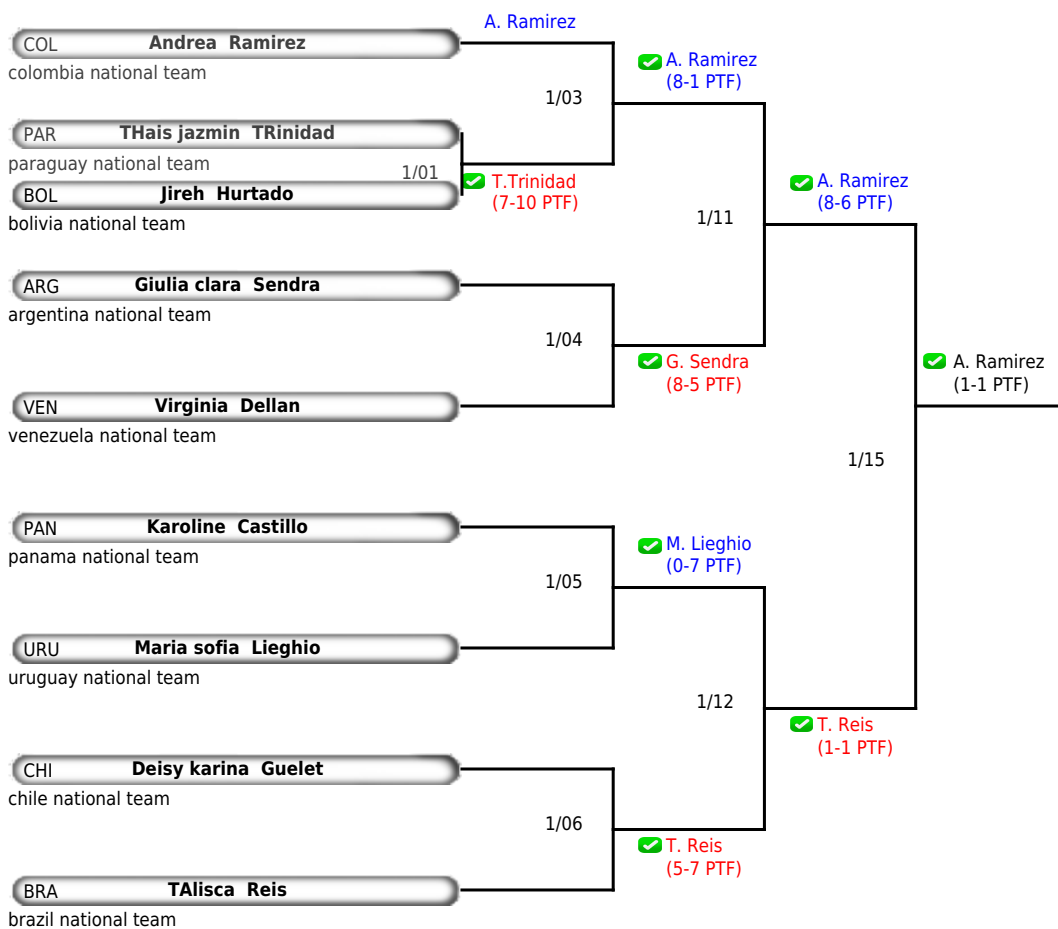 A. Ramirez
COL Andrea Ramirez
colombia national team
A. Ramirez
(8-1 PTF)
1/03
PAR THais jazmin TRinidad
paraguay national team
1/01
T.Trinidad
(7-10 PTF)
BOL Jireh Hurtado
bolivia national team
A. Ramirez
(8-6 PTF)
1/11
ARG Giulia clara Sendra
argentina national team
1/04
G. Sendra
(8-5 PTF)
A. Ramirez
(1-1 PTF)
VEN Virginia Dellan
venezuela national team
1/15
PAN Karoline Castillo
panama national team
M. Lieghio
(0-7 PTF)
1/05
URU Maria sofia Lieghio
uruguay national team
1/12
T. Reis
(1-1 PTF)
CHI Deisy karina Guelet
chile national team
1/06
T. Reis
(5-7 PTF)
BRA TAlisca Reis
brazil national team